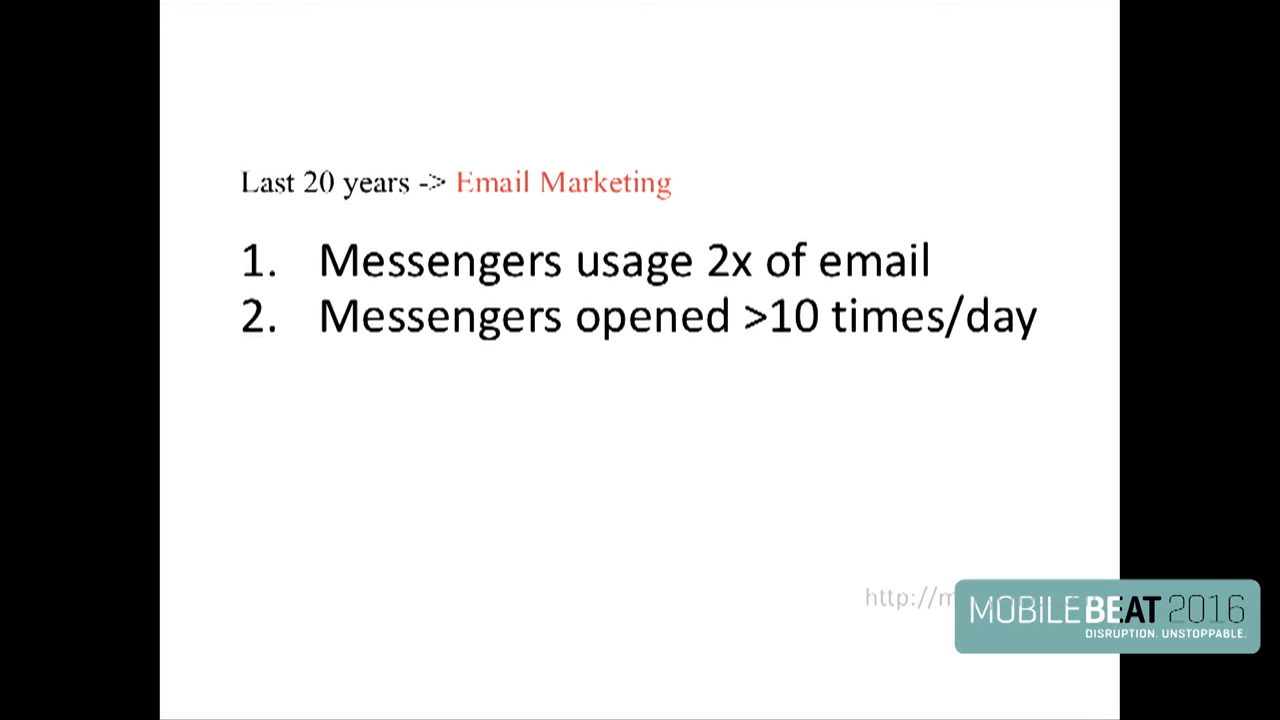 Last 20 years -> Email Marketing
1. Messengers usage 2x of email
2. Messengers opened >10 times/day
http://m
MOBILEBEAT 2016
DISRUPTION. UNSTOPPABLE.